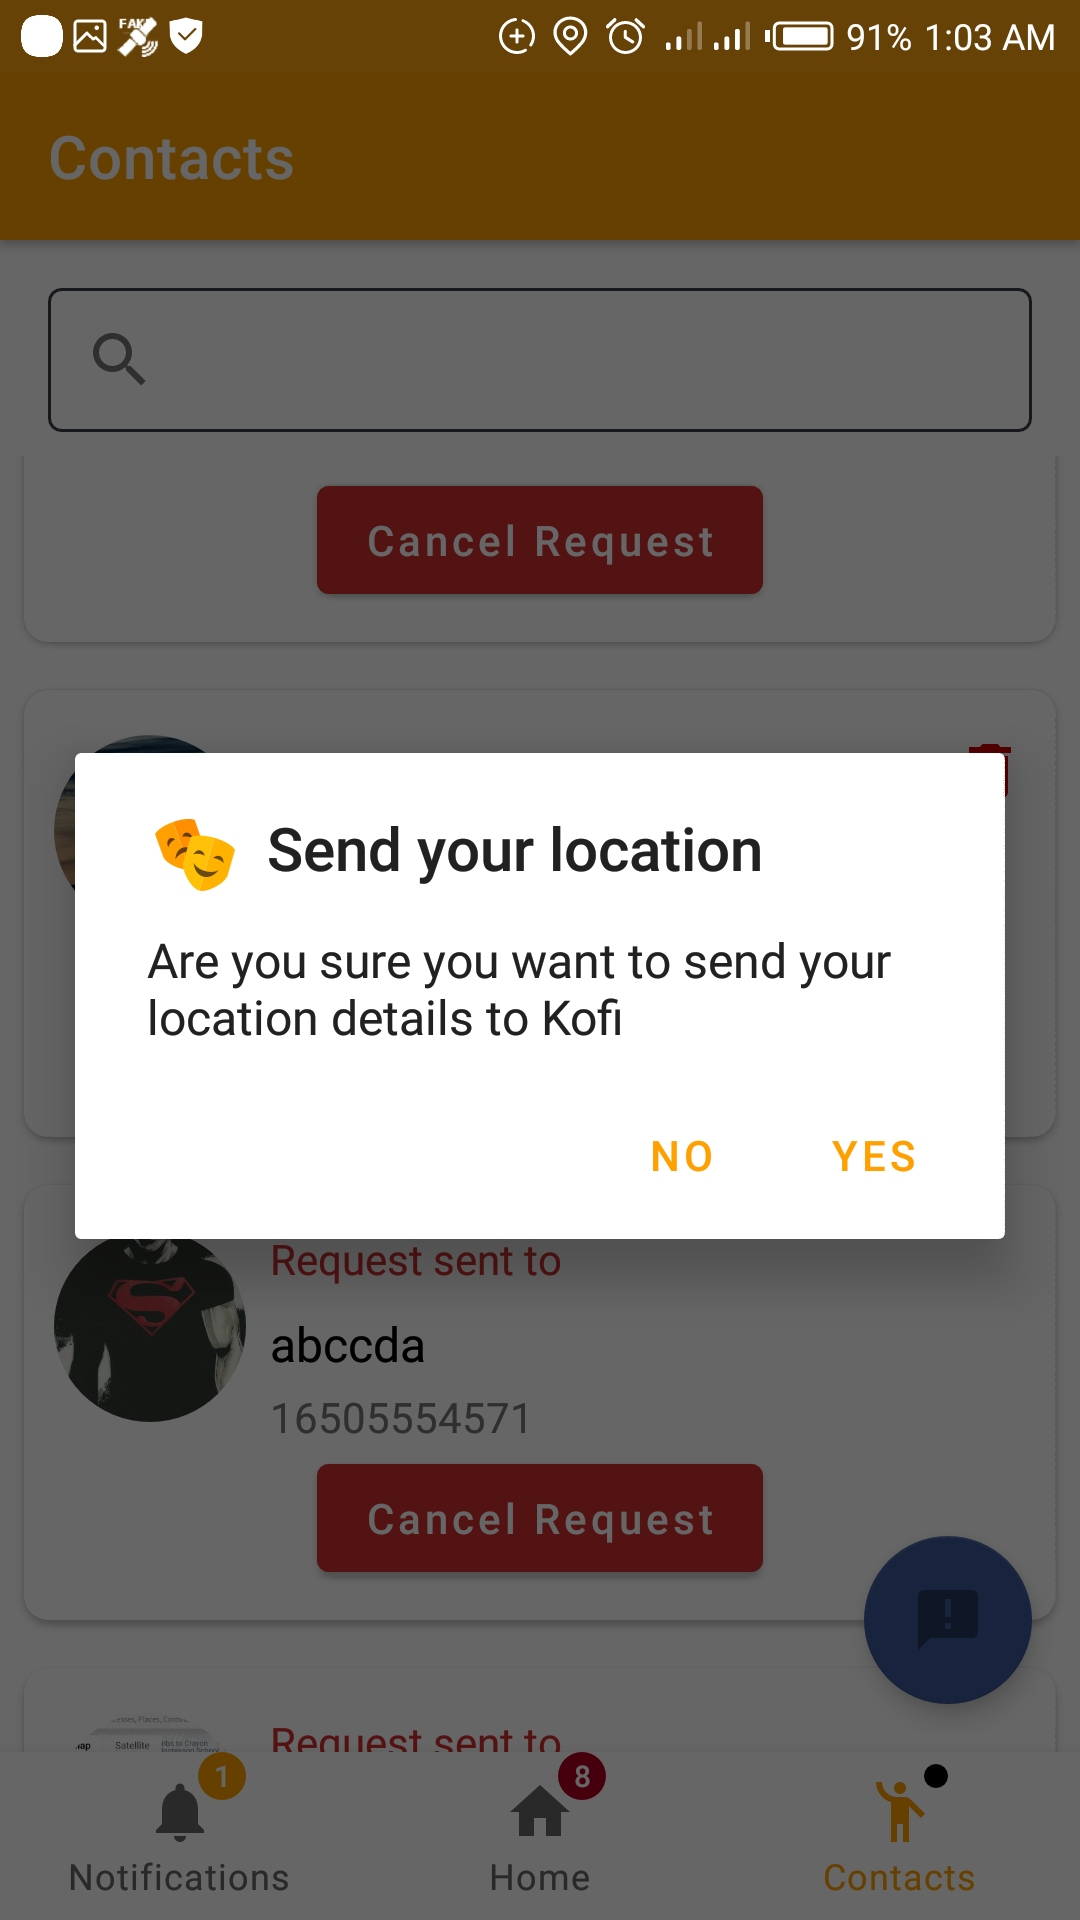 FAKE
91% 1:03 AM
Contacts
Cancel Request
Send your location
Are you sure you want to send your
location details to Kofi
NO YES
Request sent to
abccda
16505554571
Cancel Request
Satellite
Request sent to
1
8
Notifications
Home
Contacts